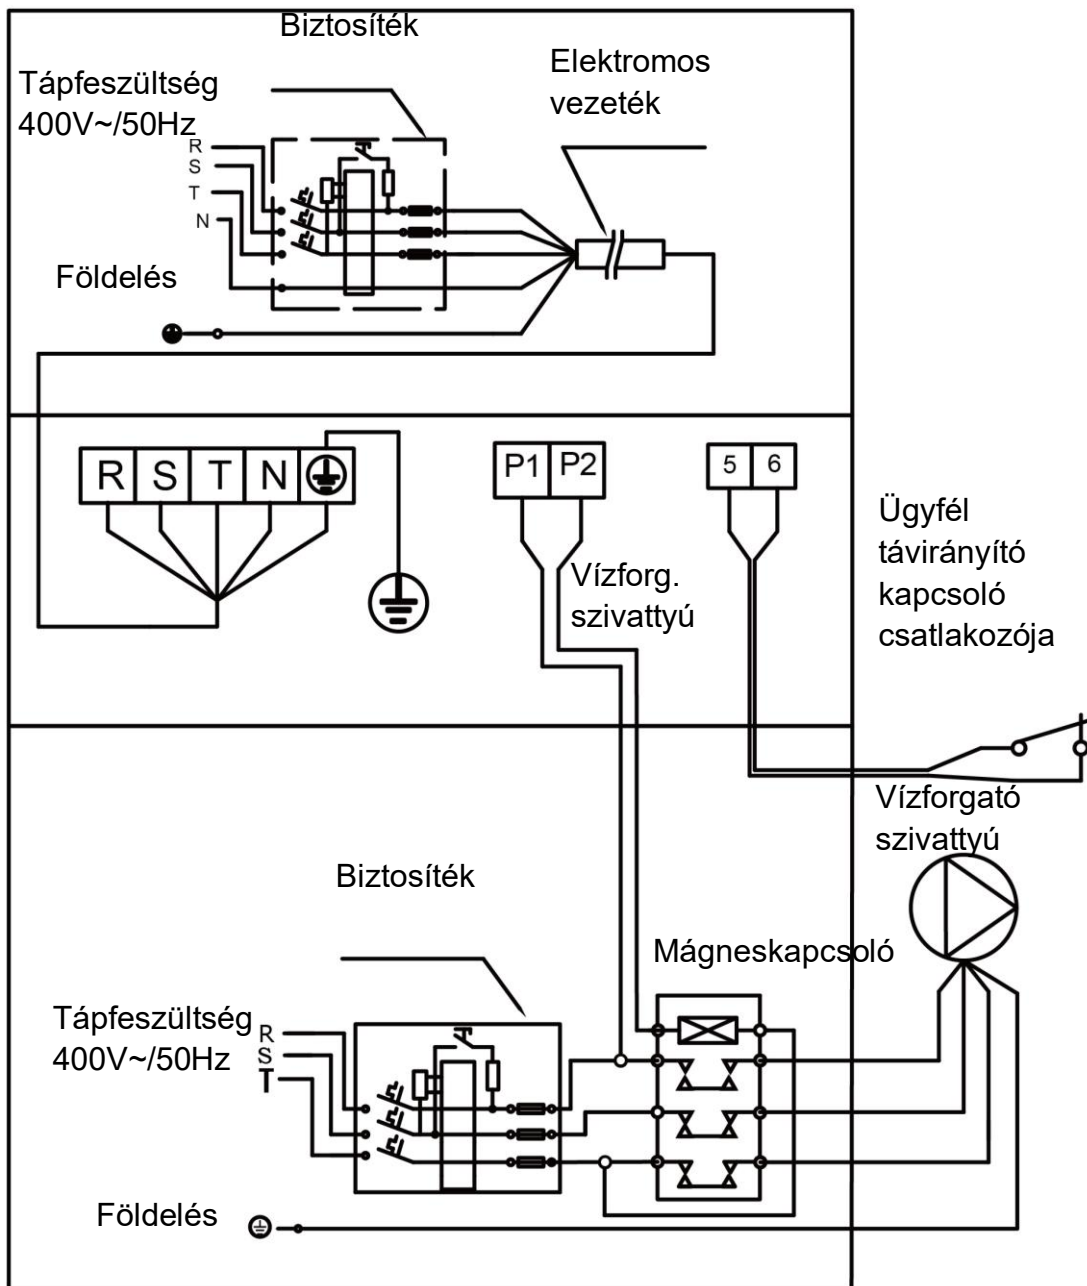 Biztosíték
Tápfeszültség
400V~/50Hz
Elektromos
vezeték
R
S
T
N
Földelés
R S T N
P1 P2
5 6
Ügyfél
távirányító
kapcsoló
csatlakozója
Vízforg.
szivattyú
Vízforgató
szivattyú
Biztosíték
Mágneskapcsoló
Tápfeszültség
400V~/50Hz
R
S
T
Földelés